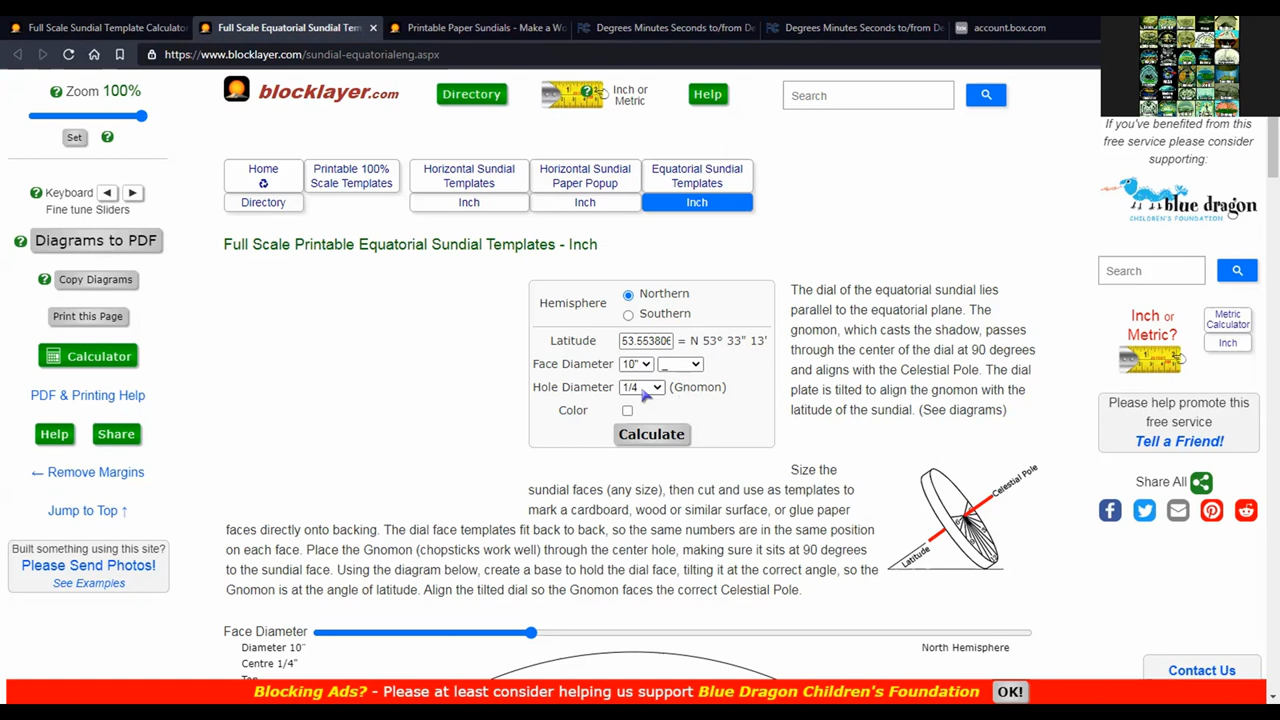 Full Scale Sundial Template Calculator
Full Scale Equatorial Sundial Tem
Printable Paper Sundials - Make a Wo
Degrees Minutes Seconds to/from De
Degrees Minutes Seconds to/from De
box
account.box.com
https://www.blocklayer.com/sundial-equatorialeng.aspx
Zoom 100%
Set
Keyboard
Fine tune Sliders
Diagrams to PDF
Copy Diagrams
Print this Page
Calculator
PDF & Printing Help
Help
Share
← Remove Margins
Jump to Top ↑
Built something using this site?
Please Send Photos!
See Examples
blocklayer.com
Directory
Inch or
Metric
Help
Search
Home
Directory
Printable 100%
Scale Templates
Horizontal Sundial
Templates
Inch
Horizontal Sundial
Paper Popup
Inch
Equatorial Sundial
Templates
Inch
Full Scale Printable Equatorial Sundial Templates - Inch
Hemisphere
Northern
Southern
Latitude 53.553806 = N 53° 33" 13'
Face Diameter 10" _
Hole Diameter 1/4 (Gnomon)
Color
Calculate
The dial of the equatorial sundial lies
parallel to the equatorial plane. The
gnomon, which casts the shadow, passes
through the center of the dial at 90 degrees
and aligns with the Celestial Pole. The dial
plate is tilted to align the gnomon with the
latitude of the sundial. (See diagrams)
Size the
sundial faces (any size), then cut and use as templates to
mark a cardboard, wood or similar surface, or glue paper
faces directly onto backing. The dial face templates fit back to back, so the same numbers are in the same position
on each face. Place the Gnomon (chopsticks work well) through the center hole, making sure it sits at 90 degrees
to the sundial face. Using the diagram below, create a base to hold the dial face, tilting it at the correct angle, so the
Gnomon is at the angle of latitude. Align the tilted dial so the Gnomon faces the correct Celestial Pole.
Celestial Pole
Latitude
Face Diameter
Diameter 10"
Centre 1/4"
Top
North Hemisphere
If you've benefited from this
free service please consider
supporting:
blue dragon
CHILDREN'S FOUNDATION
Search
Inch or
Metric?
Metric
Calculator
Inch
Please help promote this
free service
Tell a Friend!
Share All
Contact Us
Blocking Ads? - Please at least consider helping us support Blue Dragon Children's Foundation OK!